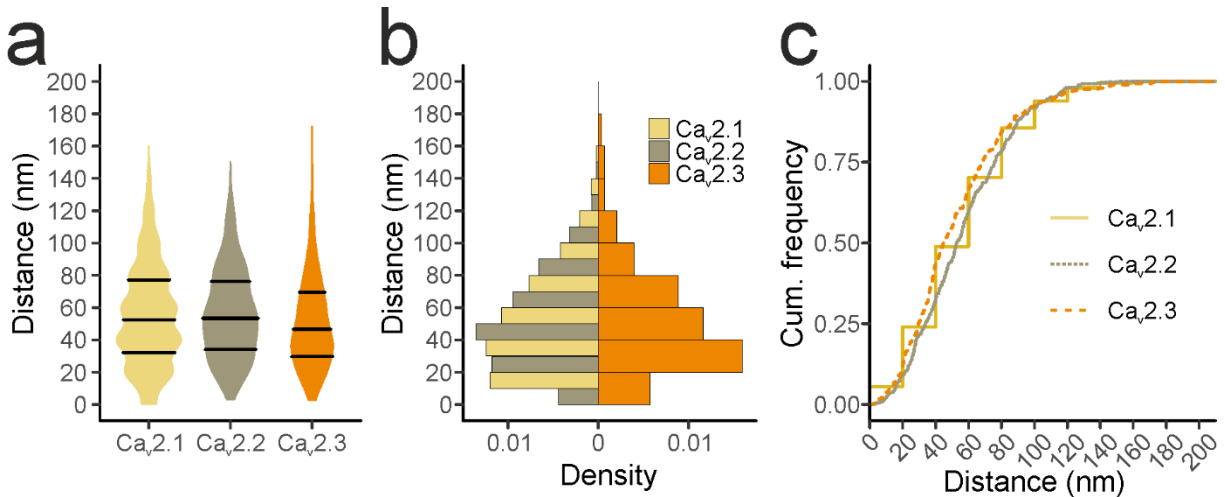 a
Distance (nm)
200
180
160
140
120
100
80
60
40
20
0
Caᵥ2.1 Caᵥ2.2 Caᵥ2.3
b
Distance (nm)
200
180
160
140
120
100
80
60
40
20
0
Caᵥ2.1
Caᵥ2.2
Caᵥ2.3
0.01 0 0.01
Density
c
Cum. frequency
1.00
0.75
0.50
0.25
0.00
Caᵥ2.1
Caᵥ2.2
Caᵥ2.3
0 20 40 60 80 100 120 140 160 180 200
Distance (nm)